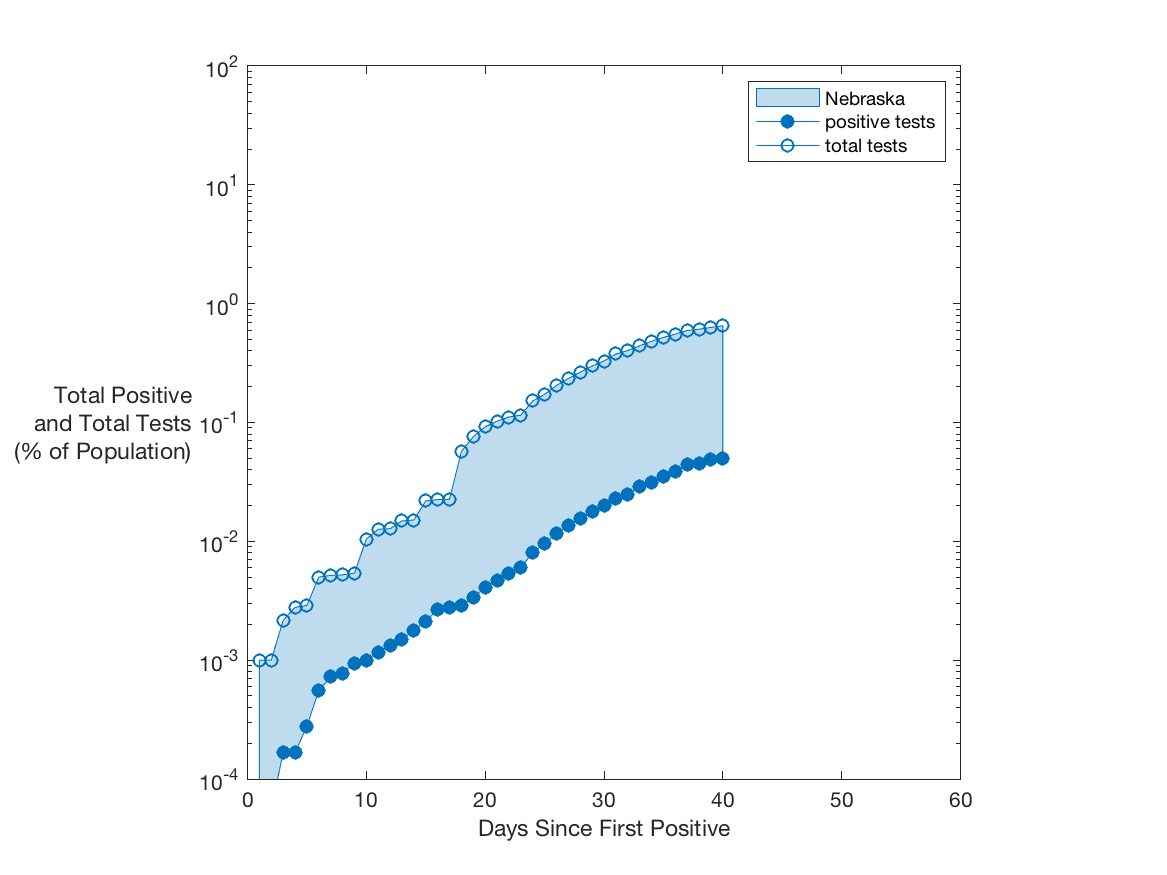 10^2
10^1
10^0
10^-1
10^-2
10^-3
10^-4
Total Positive
and Total Tests
(% of Population)
Nebraska
positive tests
total tests
0 10 20 30 40 50 60
Days Since First Positive